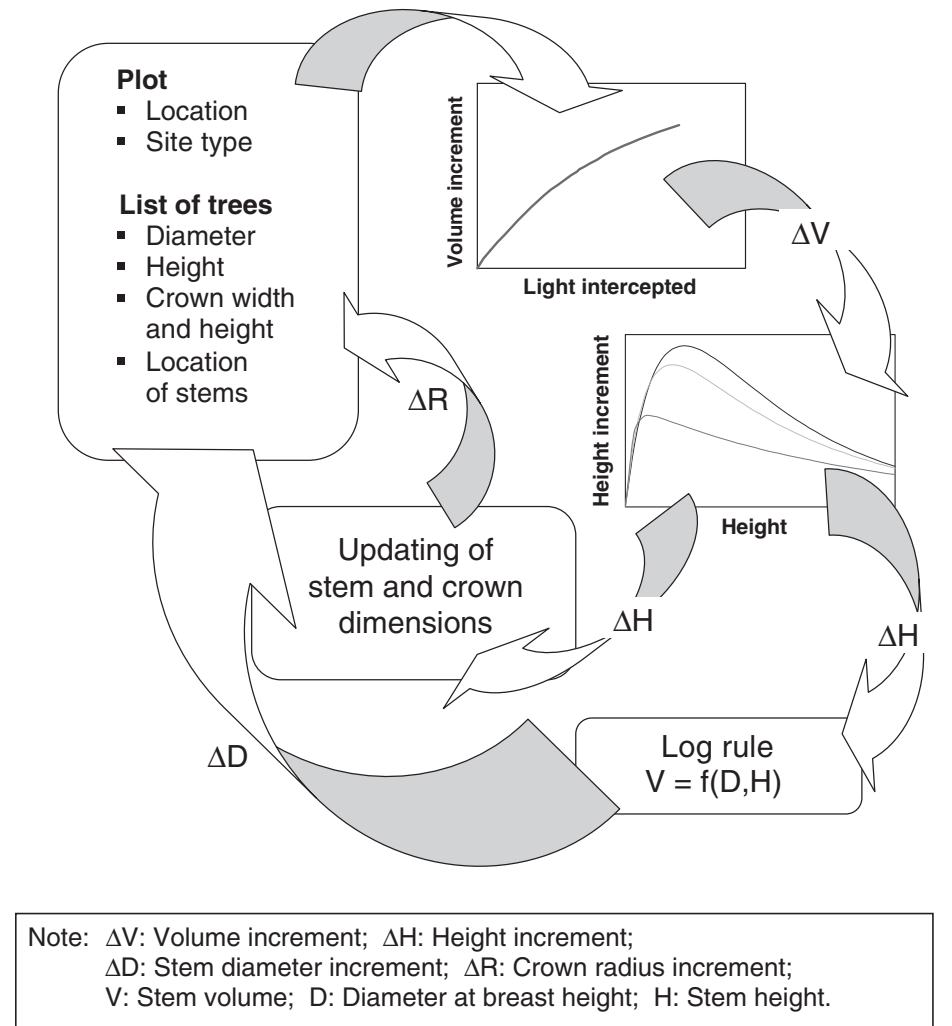 Plot
▪ Location
▪ Site type
List of trees
▪ Diameter
▪ Height
▪ Crown width
and height
▪ Location
of stems
Volume increment
Light intercepted
ΔV
Height increment
Height
ΔR
Updating of
stem and crown
dimensions
ΔH
ΔH
ΔD
Log rule
V = f(D,H)
Note: ΔV: Volume increment; ΔH: Height increment;
ΔD: Stem diameter increment; ΔR: Crown radius increment;
V: Stem volume; D: Diameter at breast height; H: Stem height.